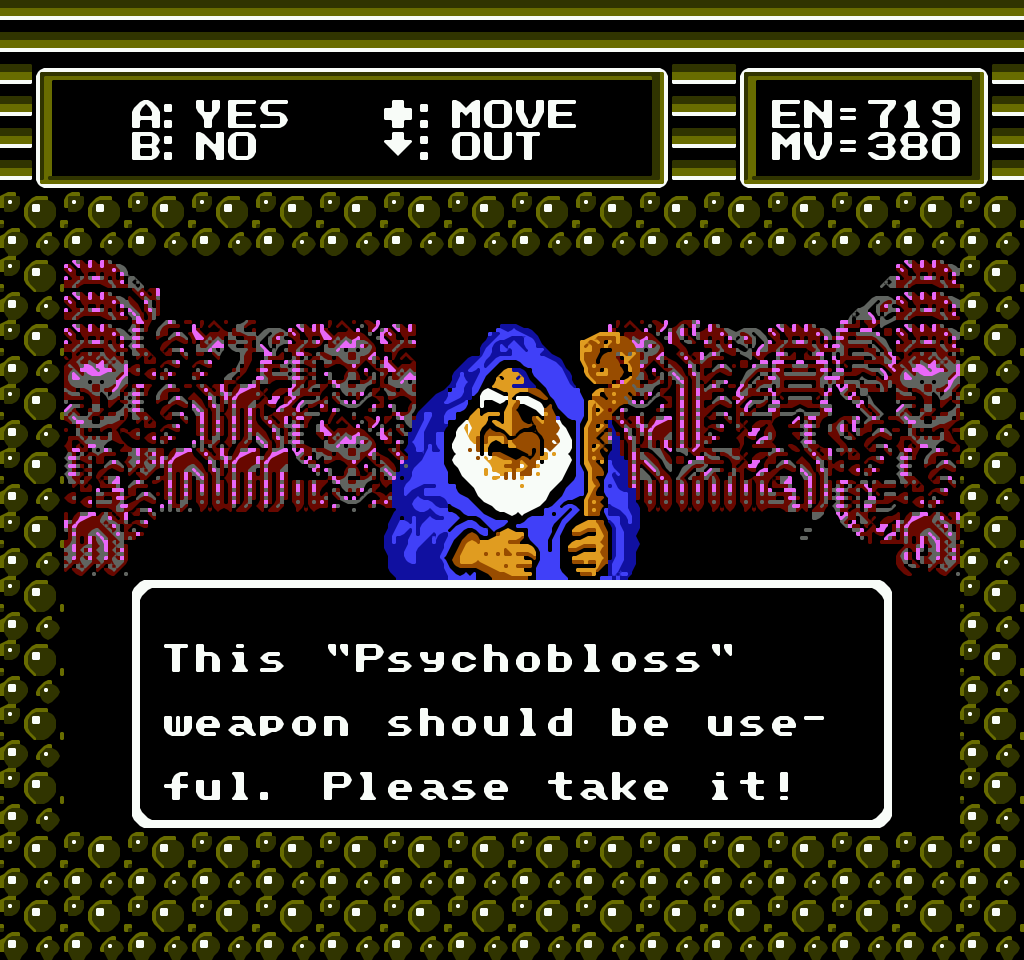 A: YES ✚: MOVE EN=719
B: NO ⬇: OUT MV=380
This "Psychobloss"
weapon should be use-
ful. Please take it!